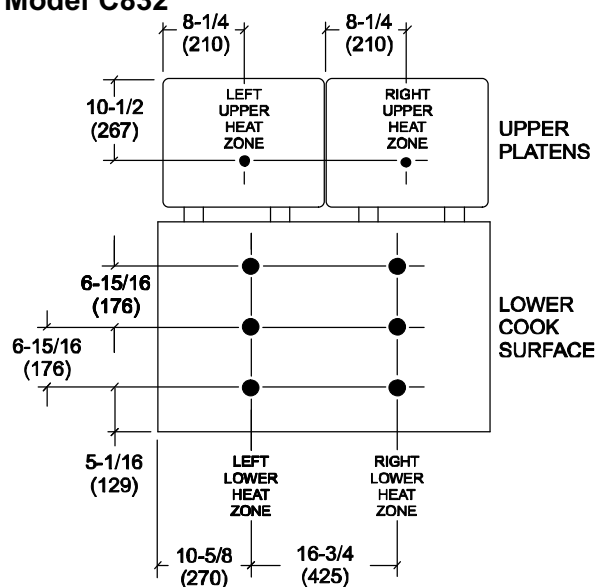 Model C832
8-1/4
(210)
8-1/4
(210)
10-1/2
(267)
LEFT
UPPER
HEAT
ZONE
RIGHT
UPPER
HEAT
ZONE
UPPER
PLATENS
6-15/16
(176)
6-15/16
(176)
LOWER
COOK
SURFACE
5-1/16
(129)
LEFT
LOWER
HEAT
ZONE
RIGHT
LOWER
HEAT
ZONE
10-5/8
(270)
16-3/4
(425)